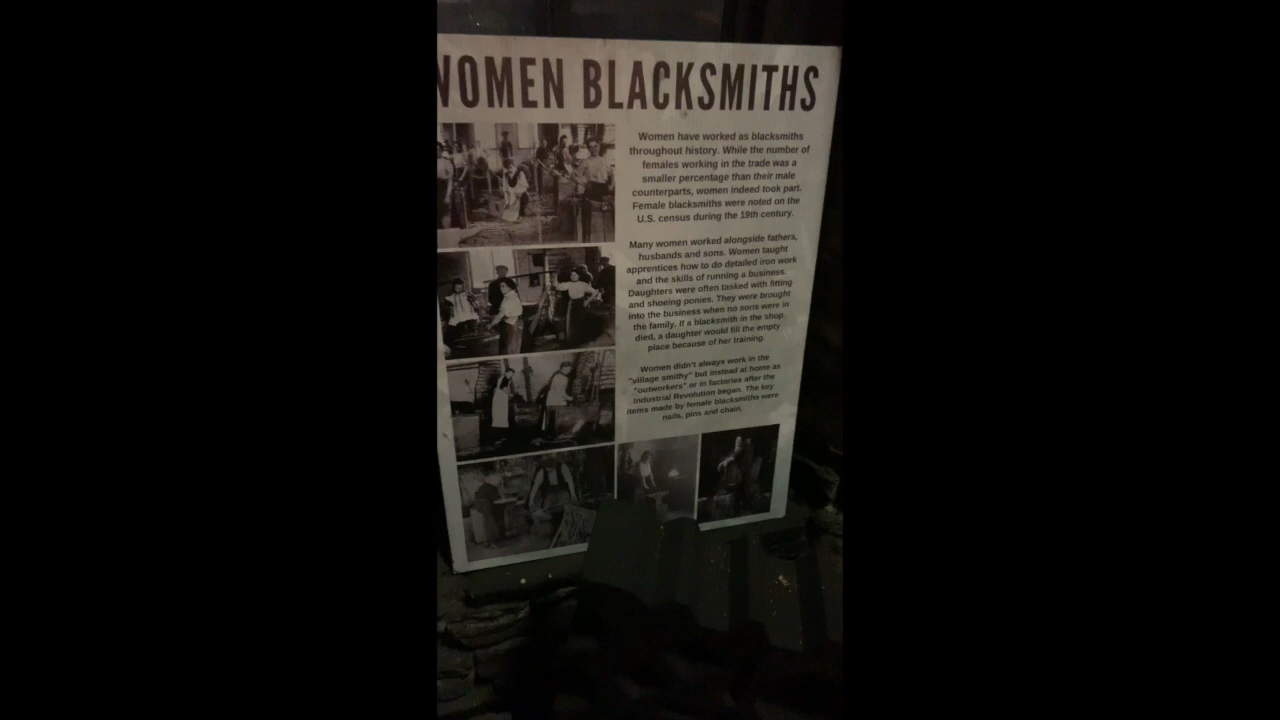 WOMEN BLACKSMITHS
Women have worked as blacksmiths
throughout history. While the number of
females working in the trade was a
smaller percentage than their male
counterparts, women indeed took part.
Female blacksmiths were noted on the
U.S. census during the 19th century.
Many women worked alongside fathers,
husbands and sons. Women taught
apprentices how to do detailed iron work
and the skills of running a business.
Daughters were often tasked with fitting
and shoeing ponies. They were brought
into the business when no sons were in
the family. If a blacksmith in the shop
died, a daughter would fill the empty
place because of her training.
Women didn't always work in the
"village smithy" but instead at home as
"outworkers" or in factories after the
Industrial Revolution began. The key
items made by female blacksmiths were
nails, pins and chain.